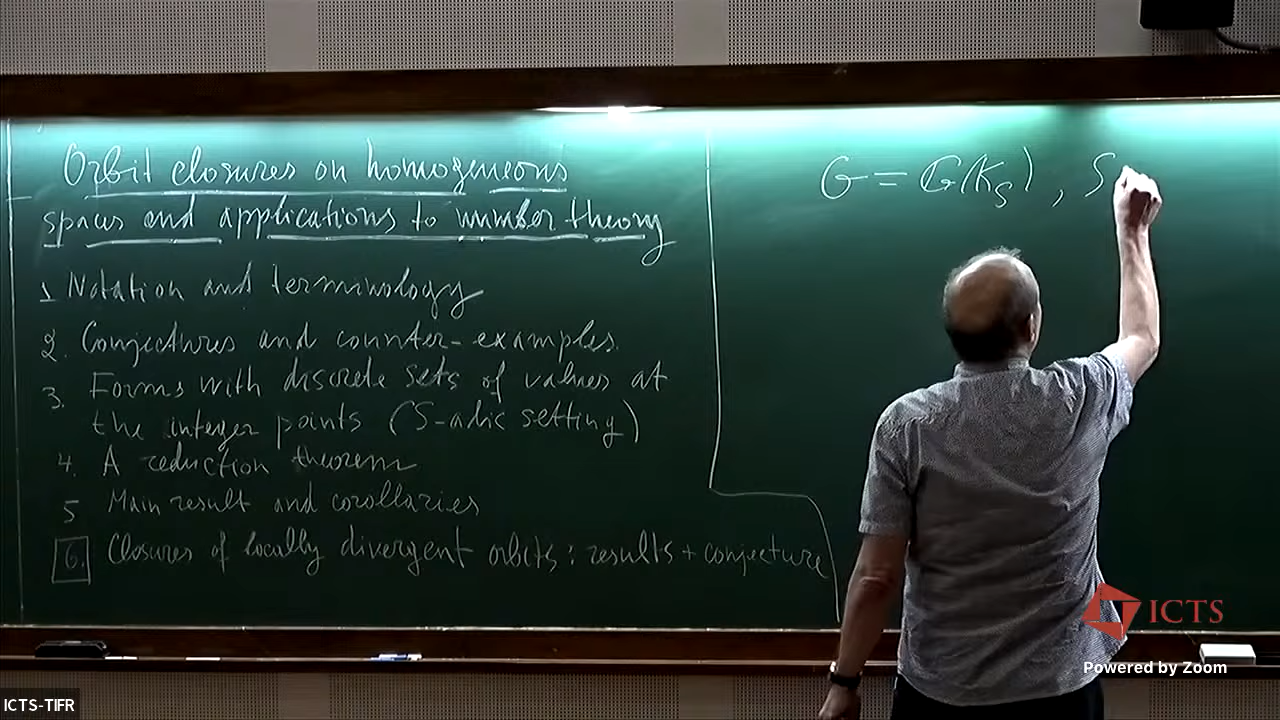 Orbit closures on homogeneous
spaces and applications to number theory
1 Notation and terminology
2. Conjectures and counter-examples.
3. Forms with discrete sets of values at
the integer points (S-adic setting)
4. A reduction theorem
5 Main result and corollaries
6. Closures of locally divergent orbits: results + conjecture
G = G(K_S), S
ICTS
Powered by Zoom
ICTS-TIFR